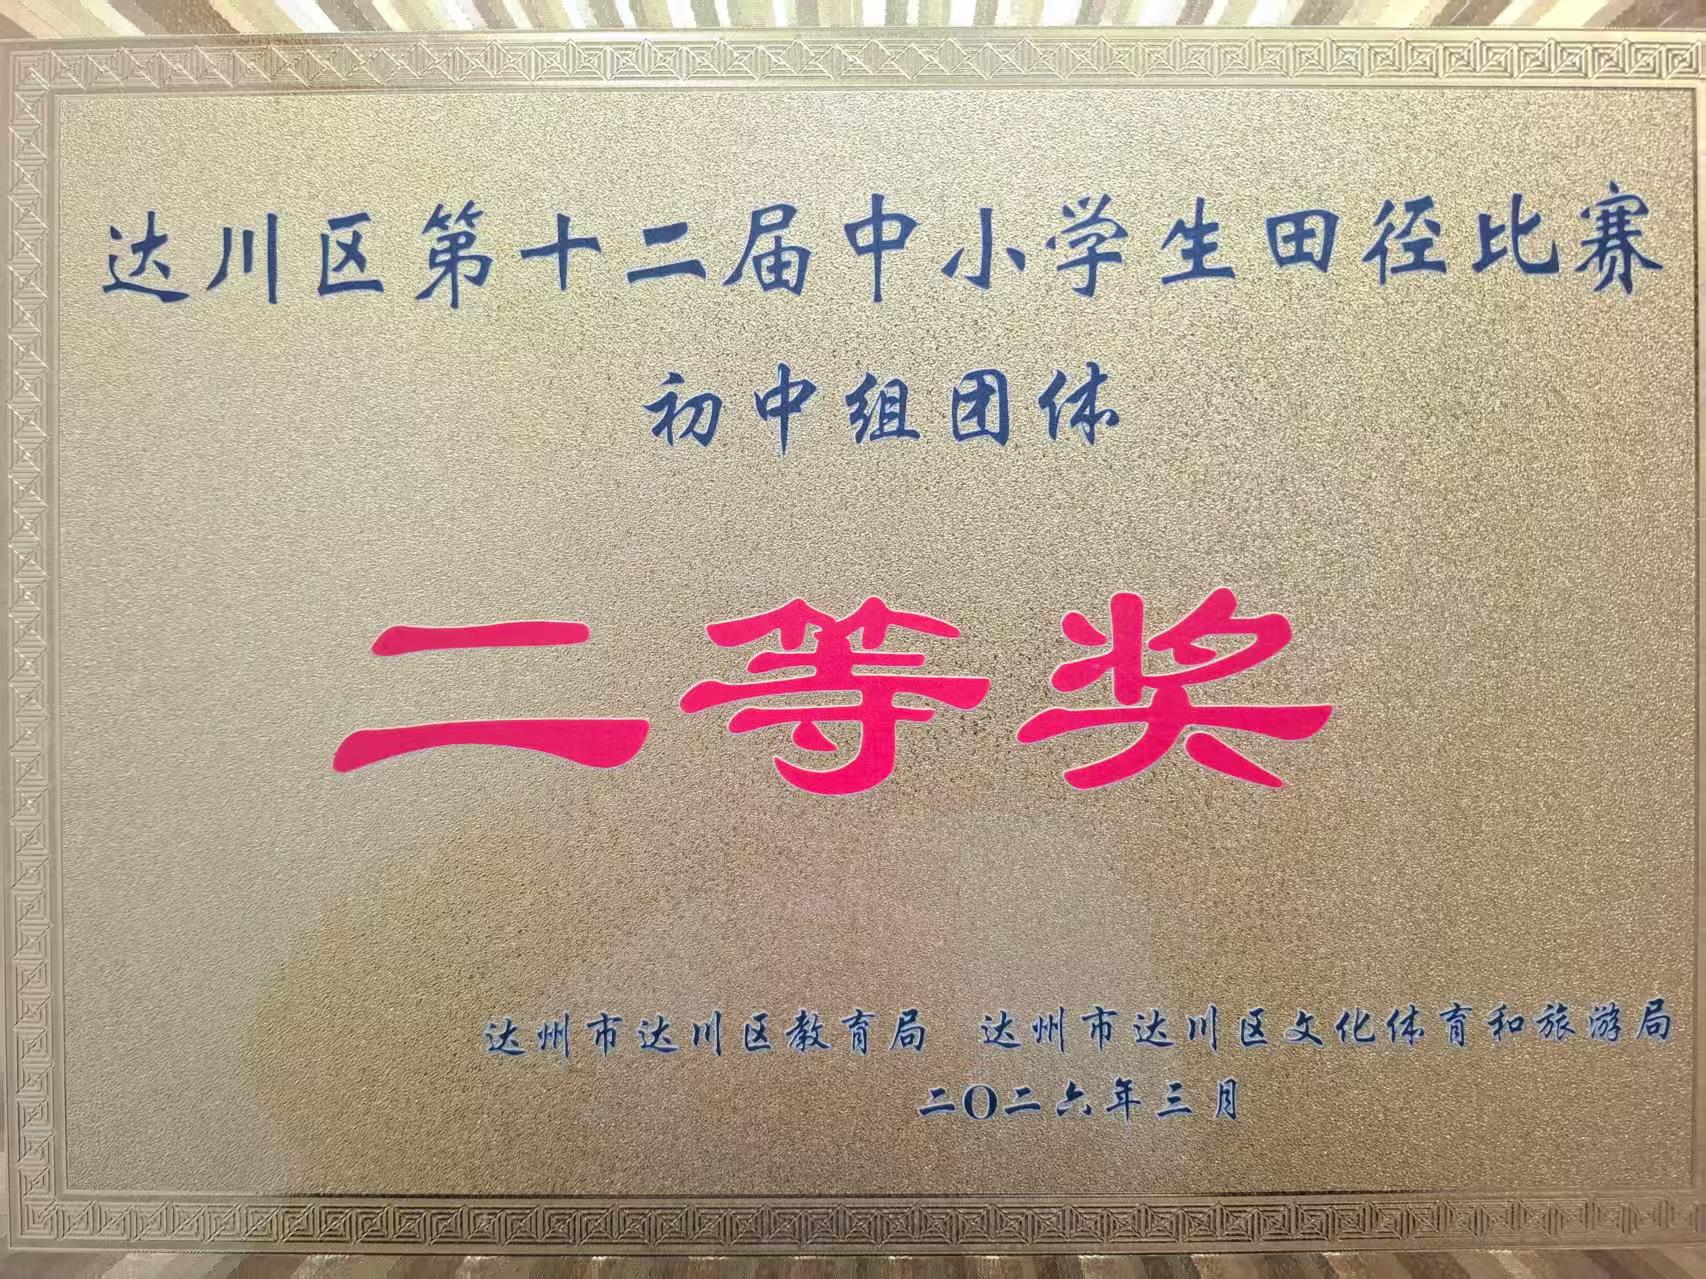 达川区第十二届中小学生田径比赛
初中组团体
二等奖
达州市达川区教育局 达州市达川区文化体育和旅游局
二〇二六年三月